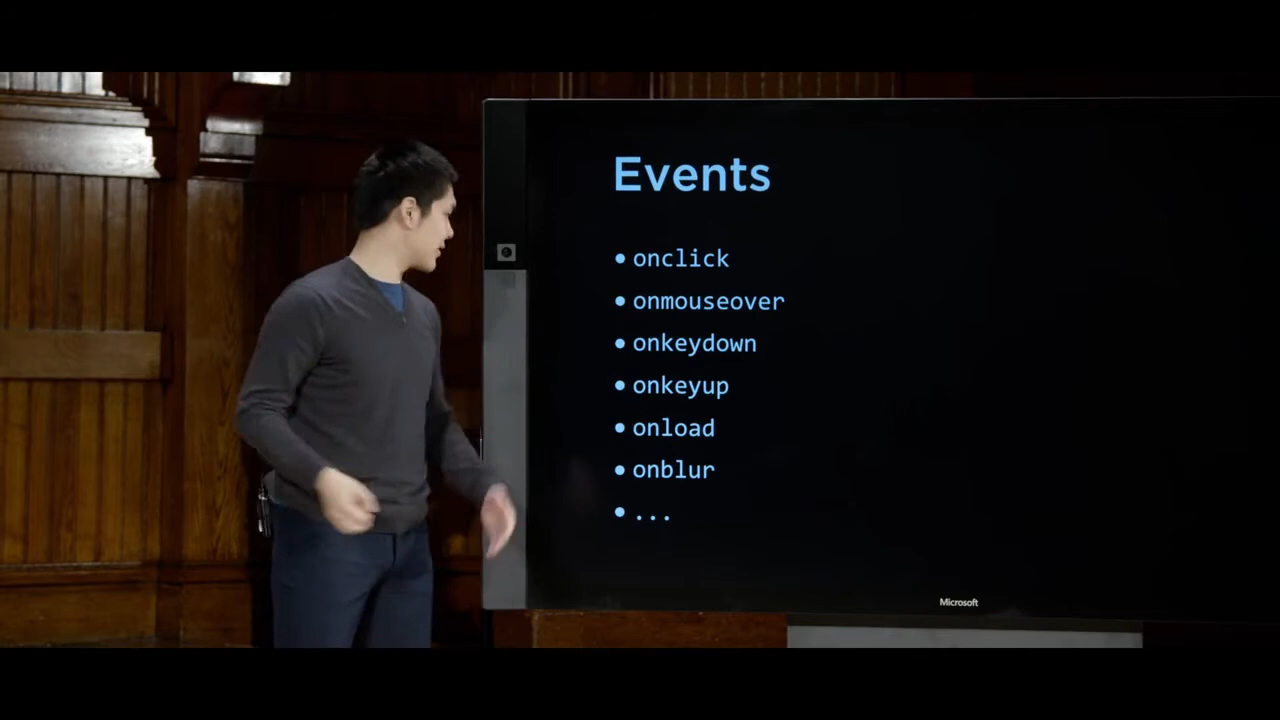 Events
• onclick
• onmouseover
• onkeydown
• onkeyup
• onload
• onblur
• ...
Microsoft